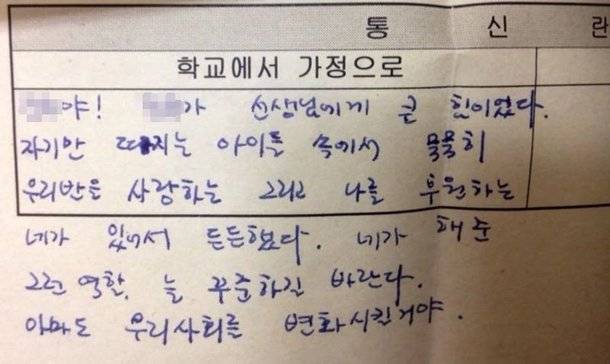 통 신 란
학교에서 가정으로
야! 가 선생님에게 큰 힘이었다.
자기만 따지는 아이들 속에서 묵묵히
우리반을 사랑하는 그리고 나를 후원하는
네가 있어서 든든했다. 네가 해준
그런 역할, 늘 꾸준하길 바란다.
아마도 우리사회를 변화시킬거야.